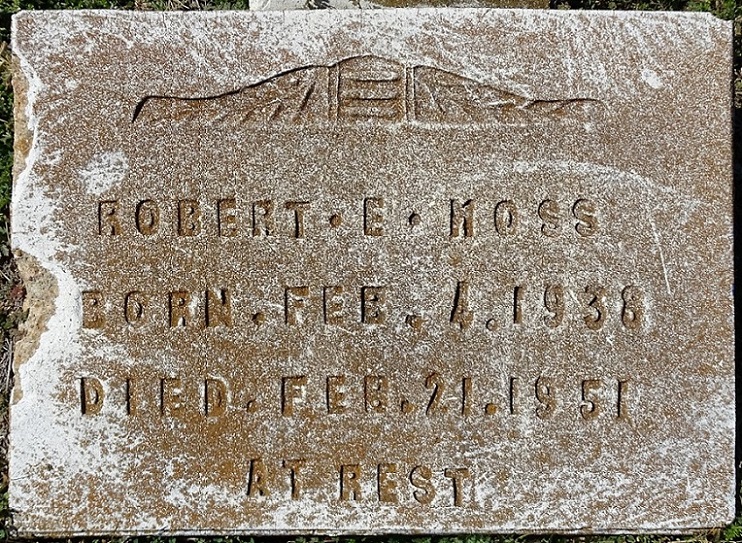 ROBERT · E · MOSS
BORN. FEB. 4. 1938
DIED. FEB. 21. 1951
AT REST